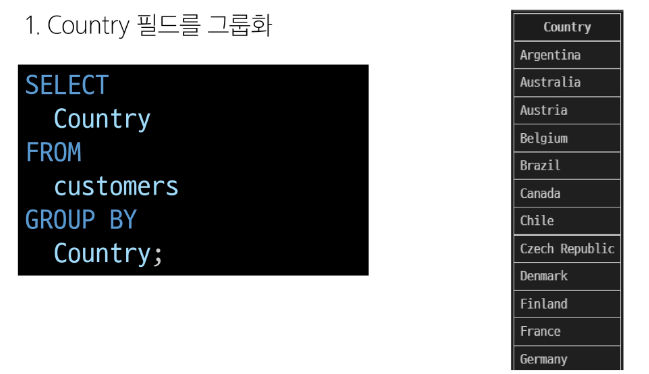 1. Country 필드를 그룹화
SELECT
Country
FROM
customers
GROUP BY
Country;
Country
Argentina
Australia
Austria
Belgium
Brazil
Canada
Chile
Czech Republic
Denmark
Finland
France
Germany